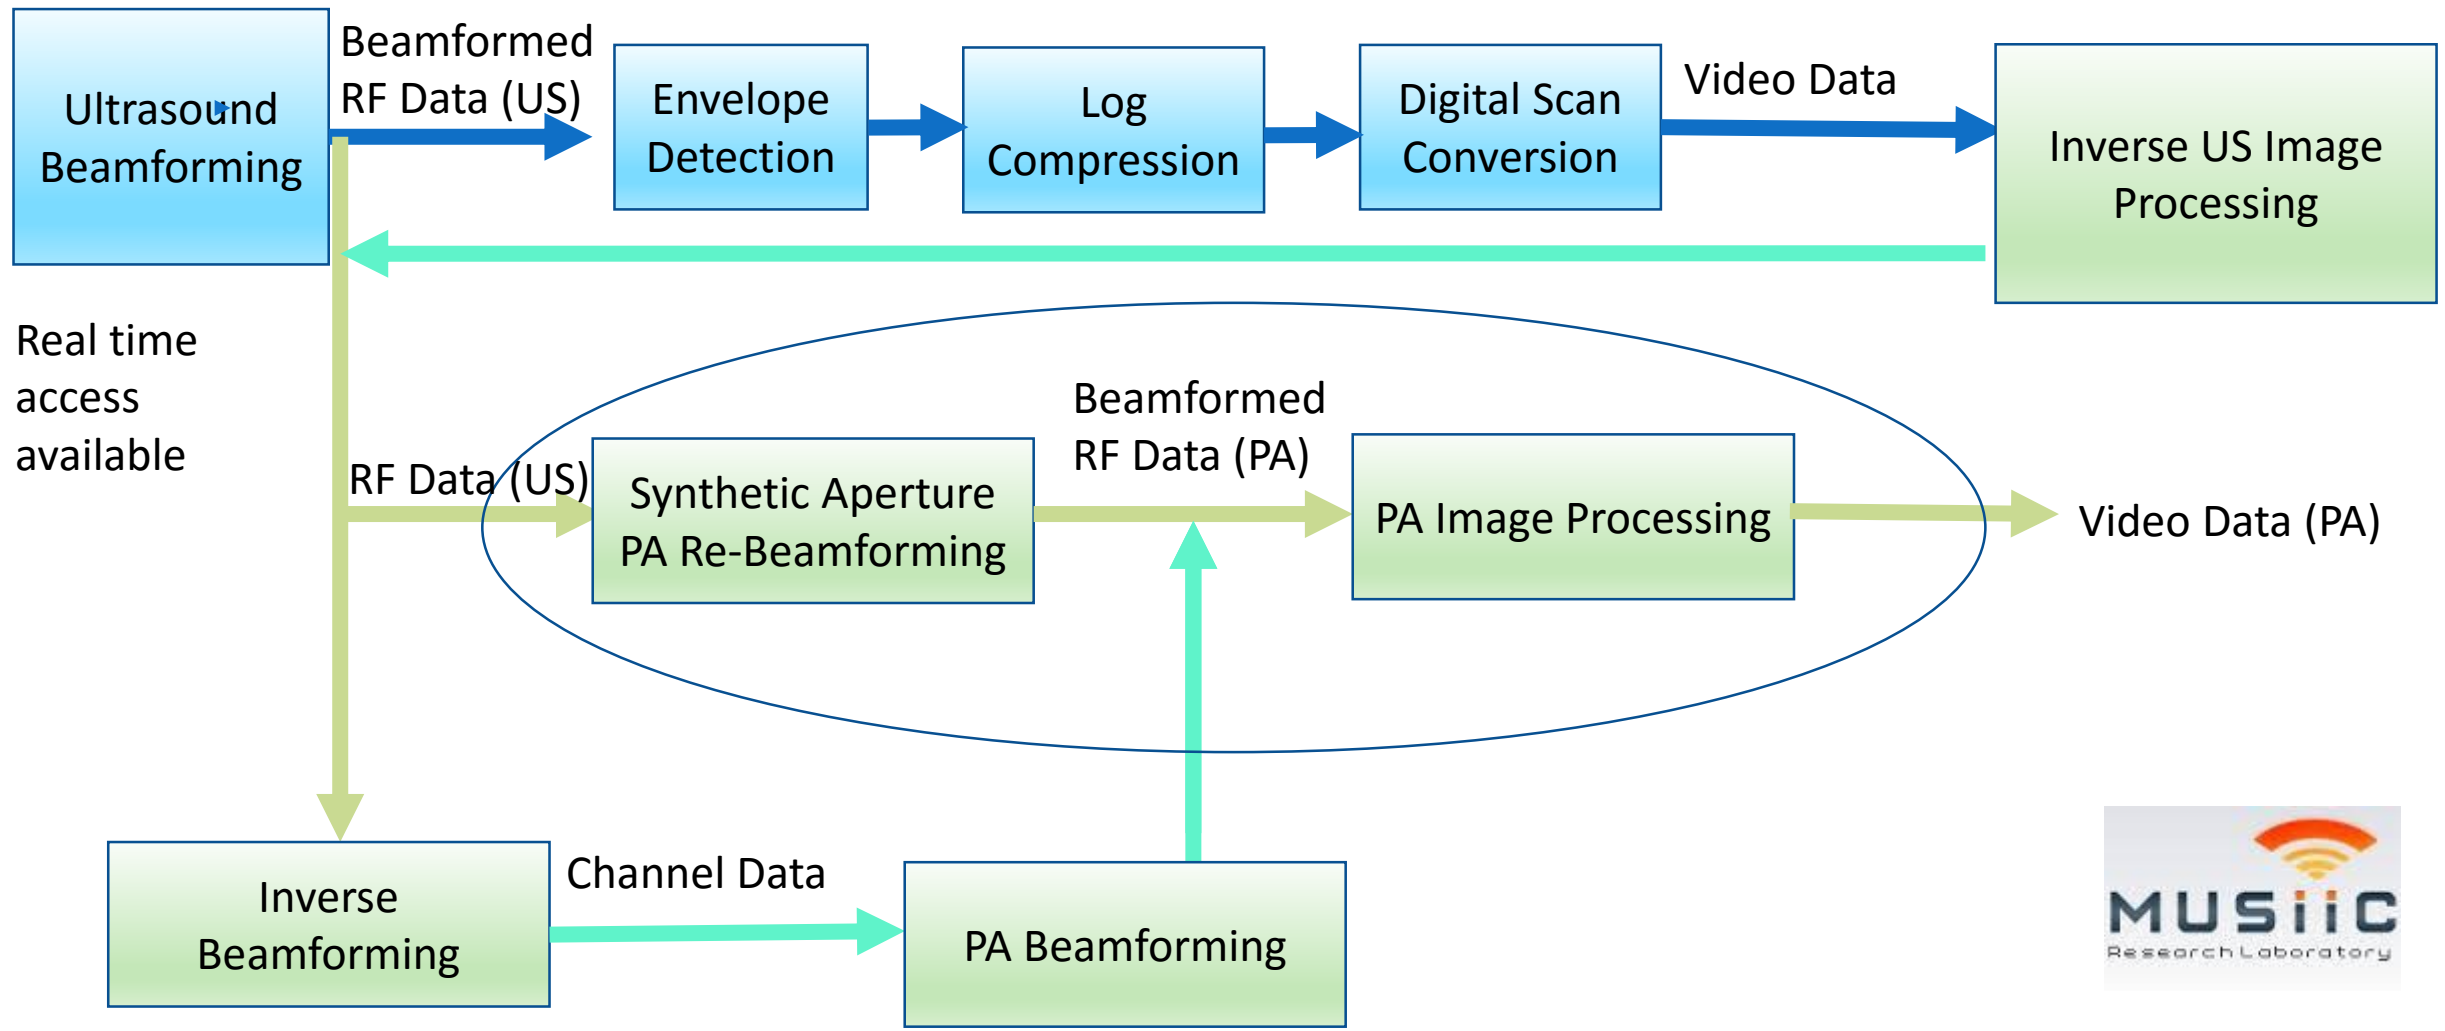 Ultrasound
Beamforming
Beamformed
RF Data (US)
Envelope
Detection
Log
Compression
Digital Scan
Conversion
Video Data
Inverse US Image
Processing
Real time
access
available
RF Data (US)
Synthetic Aperture
PA Re-Beamforming
Beamformed
RF Data (PA)
PA Image Processing
Video Data (PA)
Inverse
Beamforming
Channel Data
PA Beamforming
MUSiiC
Research Laboratory